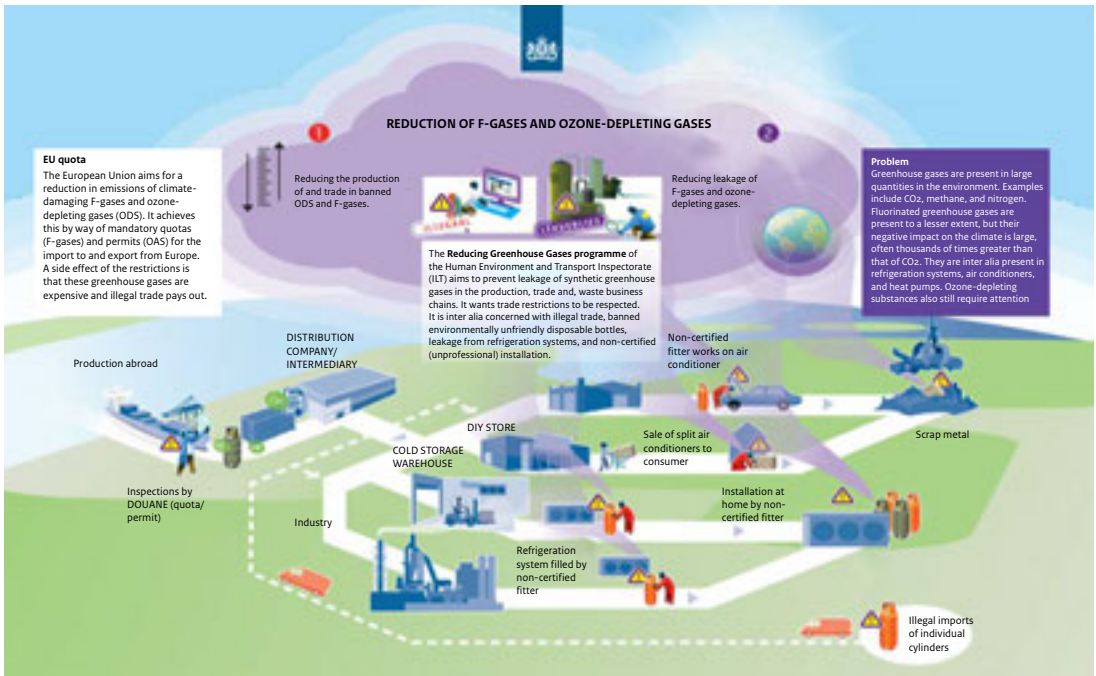 REDUCTION OF F-GASES AND OZONE-DEPLETING GASES
1
2
EU quota
The European Union aims for a
reduction in emissions of climate-
damaging F-gases and ozone-
depleting gases (ODS). It achieves
this by way of mandatory quotas
(F-gases) and permits (OAS) for the
import to and export from Europe.
A side effect of the restrictions is
that these greenhouse gases are
expensive and illegal trade pays out.
Reducing the production
of and trade in banned
ODS and F-gases.
Reducing leakage of
F-gases and ozone-
depleting gases.
Problem
Greenhouse gases are present in large
quantities in the environment. Examples
include CO₂, methane, and nitrogen.
Fluorinated greenhouse gases are
present to a lesser extent, but their
negative impact on the climate is large,
often thousands of times greater than
that of CO₂. They are inter alia present in
refrigeration systems, air conditioners,
and heat pumps. Ozone-depleting
substances also still require attention
The Reducing Greenhouse Gases programme of
the Human Environment and Transport Inspectorate
(ILT) aims to prevent leakage of synthetic greenhouse
gases in the production, trade and, waste business
chains. It wants trade restrictions to be respected.
It is inter alia concerned with illegal trade, banned
environmentally unfriendly disposable bottles,
leakage from refrigeration systems, and non-certified
(unprofessional) installation.
Production abroad
DISTRIBUTION
COMPANY/
INTERMEDIARY
Non-certified
fitter works on air
conditioner
DIY STORE
COLD STORAGE
WAREHOUSE
Sale of split air
conditioners to
consumer
Scrap metal
Inspections by
DOUANE (quota/
permit)
Industry
Installation at
home by non-
certified fitter
Refrigeration
system filled by
non-certified
fitter
Illegal imports
of individual
cylinders